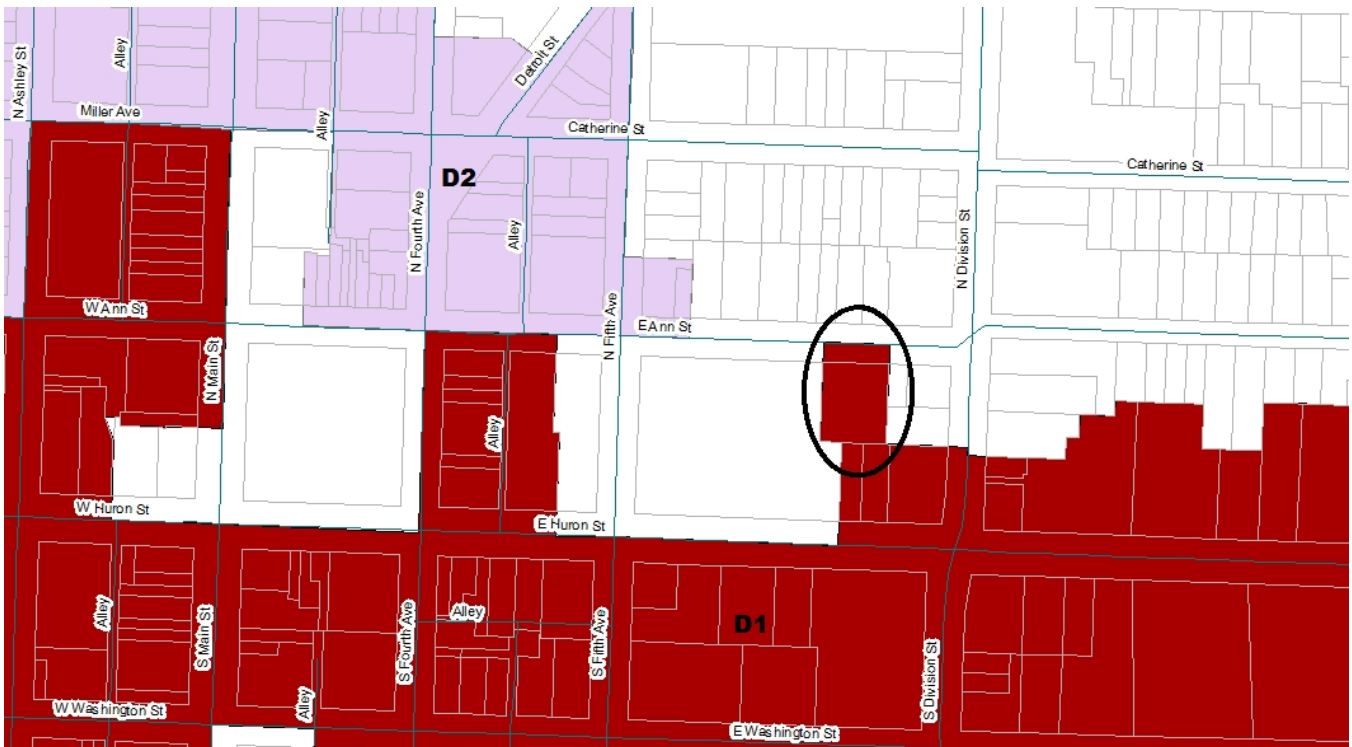 N Ashley St
Alley
Detroit St
Miller Ave
Alley
Catherine St
Catherine St
D2
N Fourth Ave
Alley
N Division St
W Ann St
E Ann St
N Fifth Ave
N Main St
Alley
W Huron St
E Huron St
Alley
S Main St
Alley
S Fourth Ave
Alley
S Fifth Ave
D1
S Division St
W Washington St
E Washington St